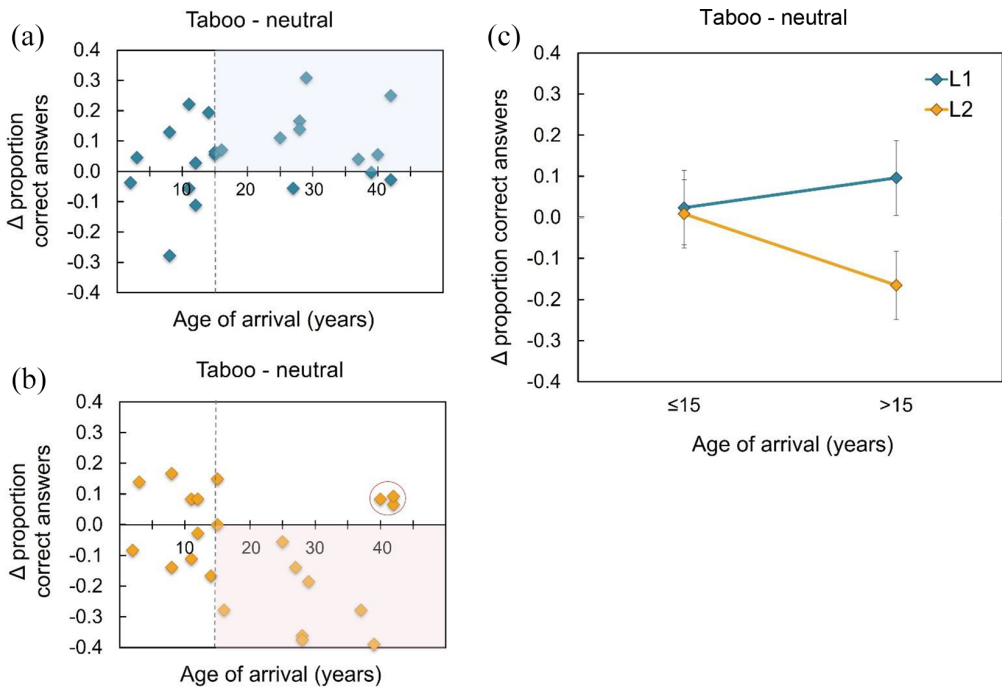 (a)
Taboo - neutral
0.4
0.3
0.2
0.1
0.0
-0.1
-0.2
-0.3
-0.4
10
20
30
40
Δ proportion
correct answers
Age of arrival (years)
(b)
Taboo - neutral
0.4
0.3
0.2
0.1
0.0
-0.1
-0.2
-0.3
-0.4
10
20
30
40
Δ proportion
correct answers
Age of arrival (years)
(c)
Taboo - neutral
0.4
0.3
0.2
0.1
0.0
-0.1
-0.2
-0.3
-0.4
Δ proportion correct answers
L1
L2
≤15
>15
Age of arrival (years)